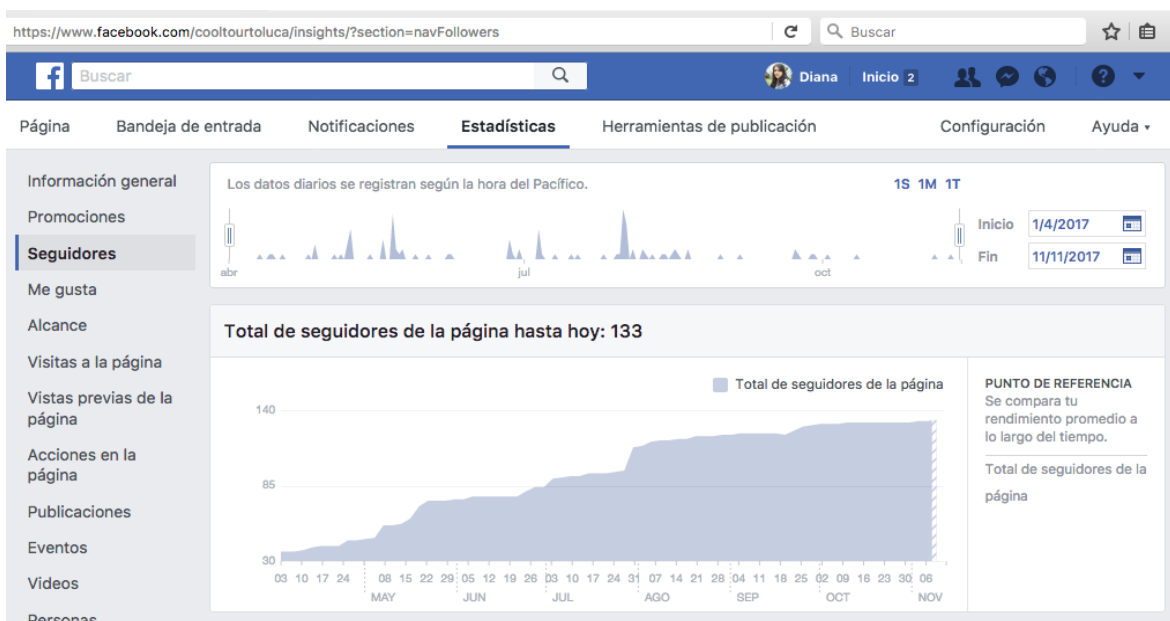 https://www.facebook.com/cooltourtoluca/insights/?section=navFollowers
Buscar
f
Buscar
Diana
Inicio 2
?
Página
Bandeja de entrada
Notificaciones
Estadísticas
Herramientas de publicación
Configuración
Ayuda
Información general
Promociones
Seguidores
Me gusta
Alcance
Visitas a la página
Vistas previas de la
página
Acciones en la
página
Publicaciones
Eventos
Videos
Personas
Los datos diarios se registran según la hora del Pacífico.
1S 1M 1T
abr
jul
oct
Inicio 1/4/2017
Fin 11/11/2017
Total de seguidores de la página hasta hoy: 133
Total de seguidores de la página
140
85
30
03 10 17 24 08 15 22 29 05 12 19 26 03 10 17 24 31 07 14 21 28 04 11 18 25 02 09 16 23 30 06
MAY JUN JUL AGO SEP OCT NOV
PUNTO DE REFERENCIA
Se compara tu
rendimiento promedio a
lo largo del tiempo.
Total de seguidores de la
página